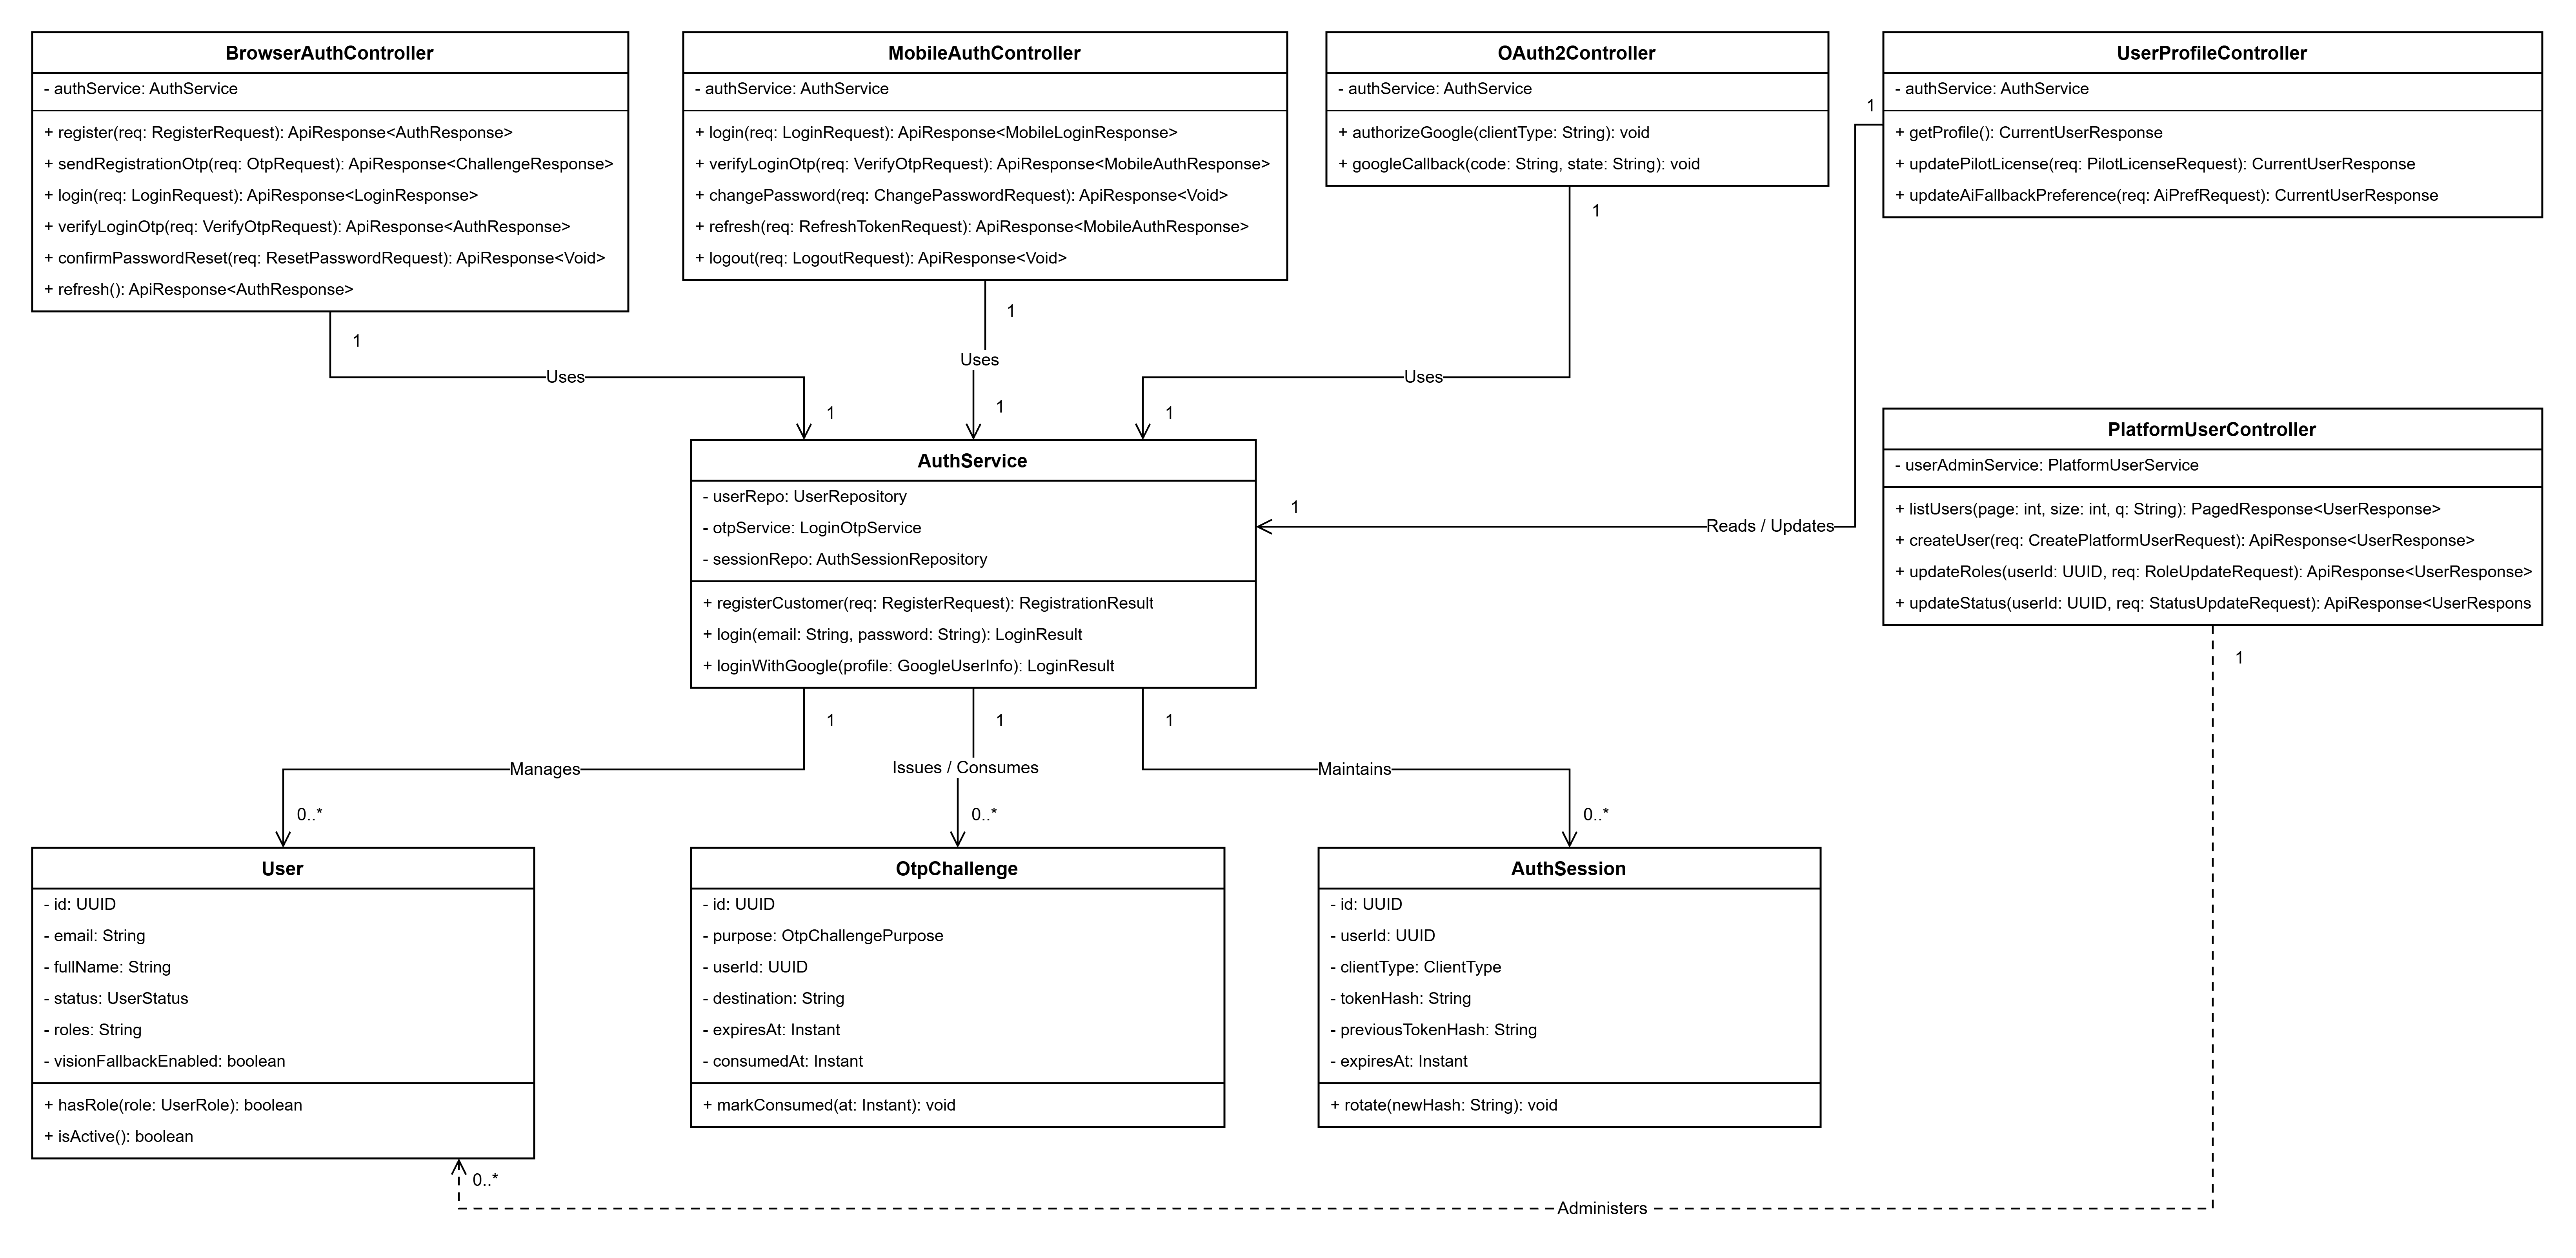 BrowserAuthController
- authService: AuthService
+ register(req: RegisterRequest): ApiResponse<AuthResponse>
+ sendRegistrationOtp(req: OtpRequest): ApiResponse<ChallengeResponse>
+ login(req: LoginRequest): ApiResponse<LoginResponse>
+ verifyLoginOtp(req: VerifyOtpRequest): ApiResponse<AuthResponse>
+ confirmPasswordReset(req: ResetPasswordRequest): ApiResponse<Void>
+ refresh(): ApiResponse<AuthResponse>
MobileAuthController
- authService: AuthService
+ login(req: LoginRequest): ApiResponse<MobileLoginResponse>
+ verifyLoginOtp(req: VerifyOtpRequest): ApiResponse<MobileAuthResponse>
+ changePassword(req: ChangePasswordRequest): ApiResponse<Void>
+ refresh(req: RefreshTokenRequest): ApiResponse<MobileAuthResponse>
+ logout(req: LogoutRequest): ApiResponse<Void>
OAuth2Controller
- authService: AuthService
+ authorizeGoogle(clientType: String): void
+ googleCallback(code: String, state: String): void
UserProfileController
- authService: AuthService
+ getProfile(): CurrentUserResponse
+ updatePilotLicense(req: PilotLicenseRequest): CurrentUserResponse
+ updateAiFallbackPreference(req: AiPrefRequest): CurrentUserResponse
1
1
1
1
Uses
Uses
Uses
1
1
1
1
Reads / Updates
AuthService
- userRepo: UserRepository
- otpService: LoginOtpService
- sessionRepo: AuthSessionRepository
+ registerCustomer(req: RegisterRequest): RegistrationResult
+ login(email: String, password: String): LoginResult
+ loginWithGoogle(profile: GoogleUserInfo): LoginResult
PlatformUserController
- userAdminService: PlatformUserService
+ listUsers(page: int, size: int, q: String): PagedResponse<UserResponse>
+ createUser(req: CreatePlatformUserRequest): ApiResponse<UserResponse>
+ updateRoles(userId: UUID, req: RoleUpdateRequest): ApiResponse<UserResponse>
+ updateStatus(userId: UUID, req: StatusUpdateRequest): ApiResponse<UserRespons
1
1
1
1
Manages
Issues / Consumes
Maintains
0..*
0..*
0..*
User
- id: UUID
- email: String
- fullName: String
- status: UserStatus
- roles: String
- visionFallbackEnabled: boolean
+ hasRole(role: UserRole): boolean
+ isActive(): boolean
OtpChallenge
- id: UUID
- purpose: OtpChallengePurpose
- userId: UUID
- destination: String
- expiresAt: Instant
- consumedAt: Instant
+ markConsumed(at: Instant): void
AuthSession
- id: UUID
- userId: UUID
- clientType: ClientType
- tokenHash: String
- previousTokenHash: String
- expiresAt: Instant
+ rotate(newHash: String): void
0..*
Administers